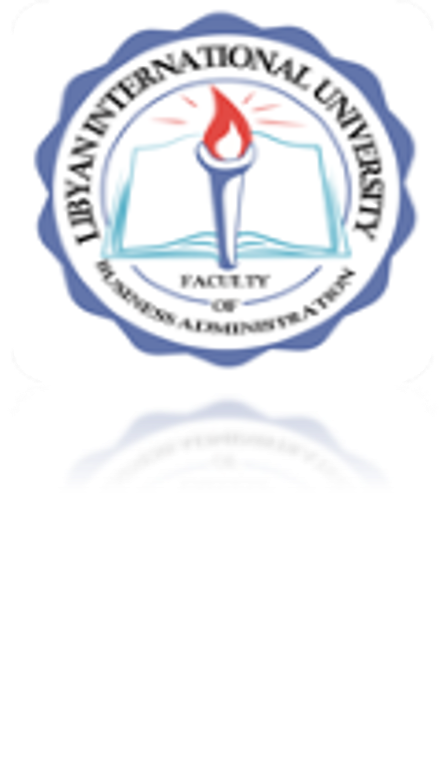 LIBYAN INTERNATIONAL UNIVERSITY
FACULTY
OF
BUSINESS ADMINISTRATION